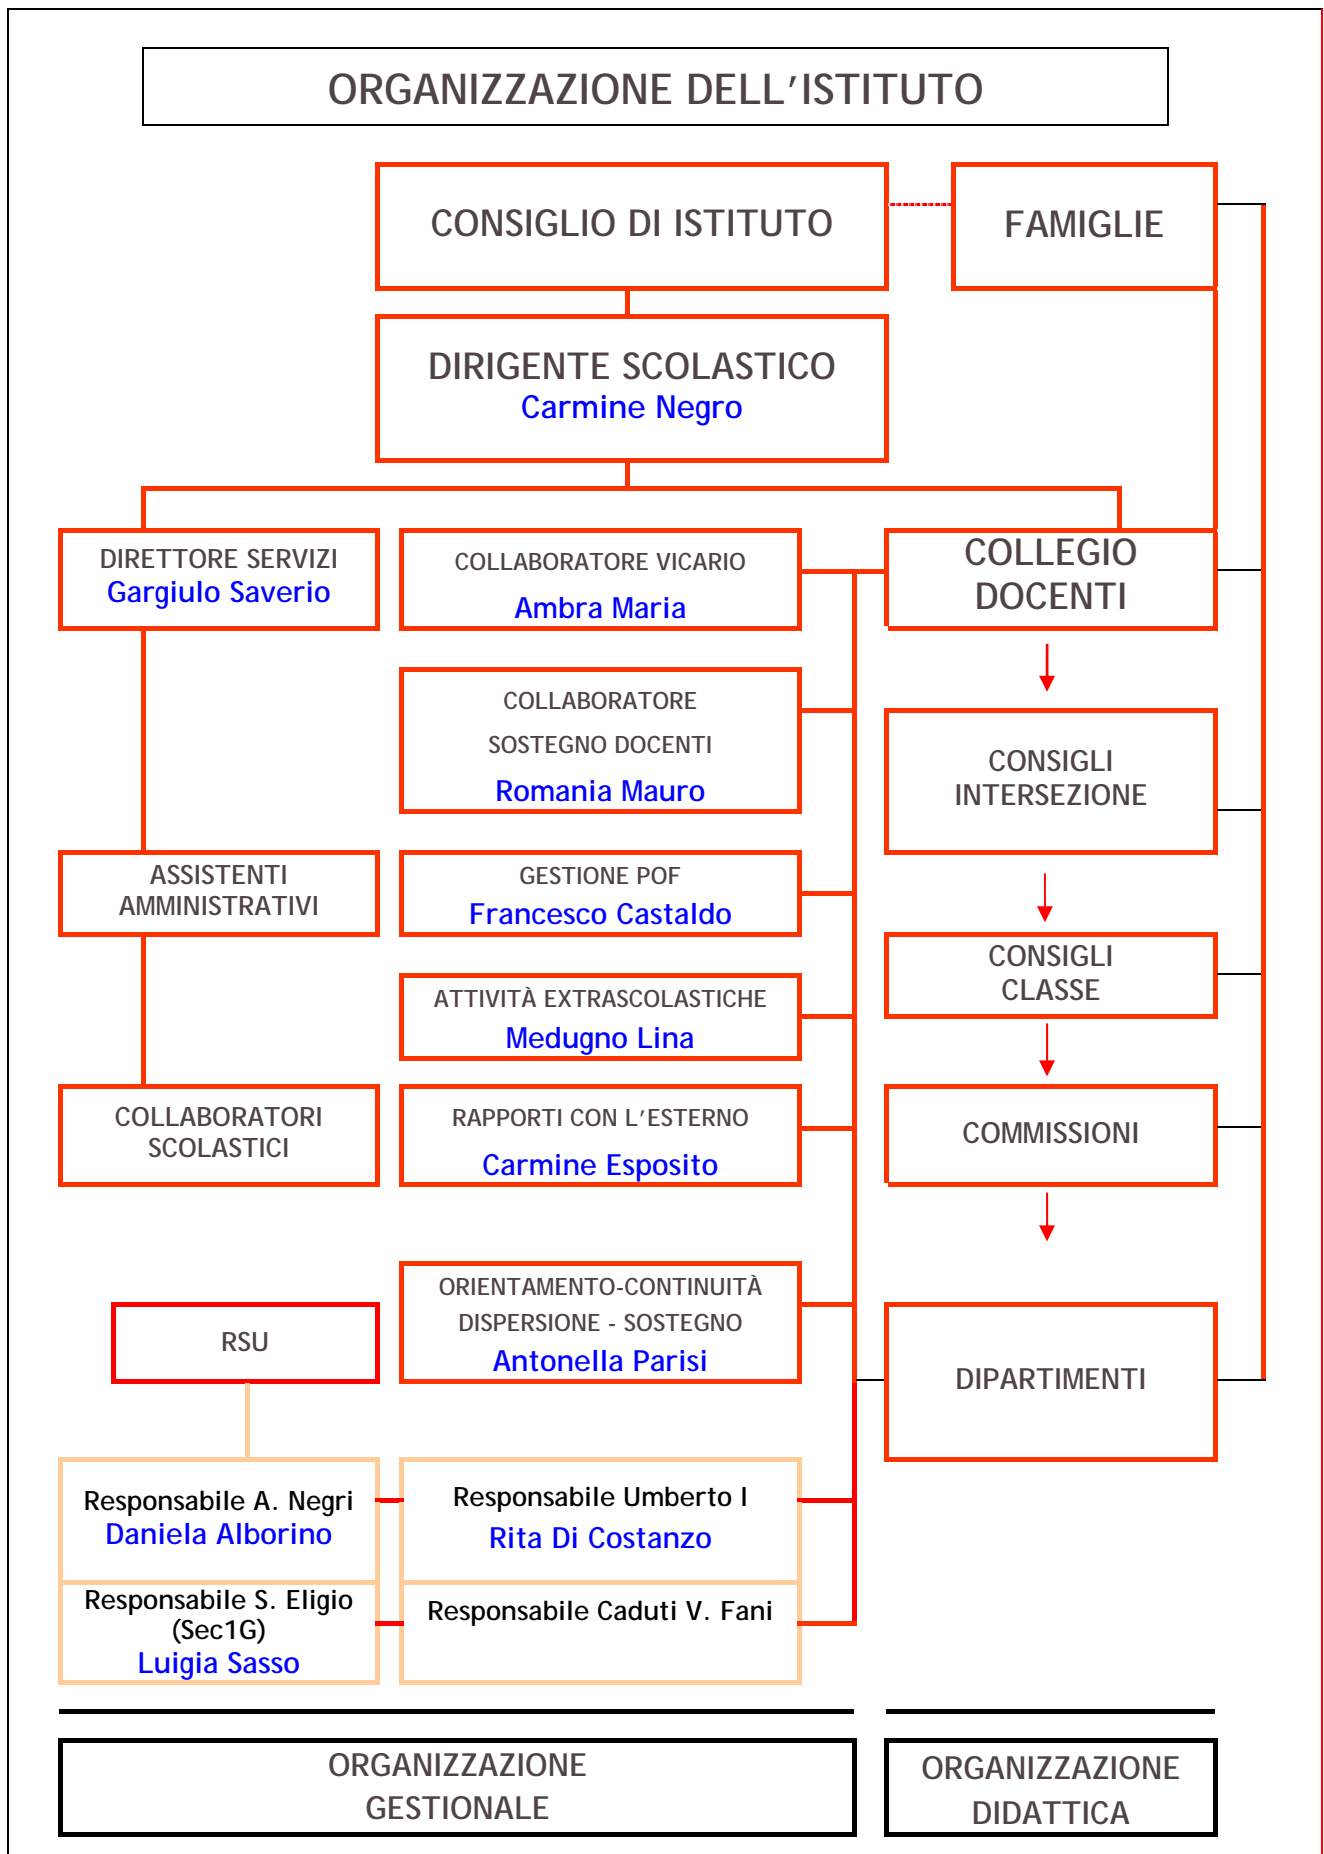 ORGANIZZAZIONE DELL'ISTITUTO
CONSIGLIO DI ISTITUTO
FAMIGLIE
DIRIGENTE SCOLASTICO
Carmine Negro
DIRETTORE SERVIZI
Gargiulo Saverio
COLLABORATORE VICARIO
Ambra Maria
COLLEGIO
DOCENTI
COLLABORATORE
SOSTEGNO DOCENTI
Romania Mauro
CONSIGLI
INTERSEZIONE
ASSISTENTI
AMMINISTRATIVI
GESTIONE POF
Francesco Castaldo
CONSIGLI
CLASSE
ATTIVITÀ EXTRASCOLASTICHE
Medugno Lina
COLLABORATORI
SCOLASTICI
RAPPORTI CON L'ESTERNO
Carmine Esposito
COMMISSIONI
ORIENTAMENTO-CONTINUITÀ
DISPERSIONE - SOSTEGNO
Antonella Parisi
RSU
DIPARTIMENTI
Responsabile A. Negri
Daniela Alborino
Responsabile Umberto I
Rita Di Costanzo
Responsabile S. Eligio
(Sec1G)
Luigia Sasso
Responsabile Caduti V. Fani
ORGANIZZAZIONE
GESTIONALE
ORGANIZZAZIONE
DIDATTICA